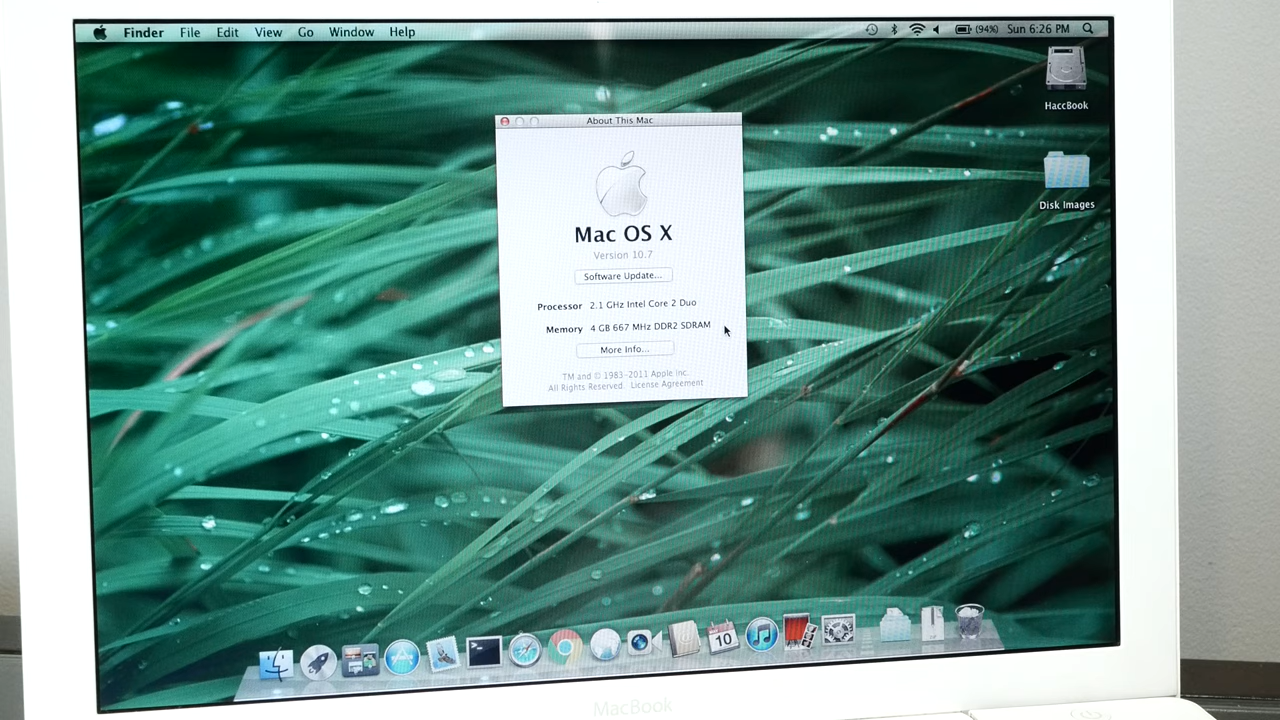 Finder File Edit View Go Window Help (94%) Sun 6:26 PM
HaccBook
Disk Images
About This Mac
Mac OS X
Version 10.7
Software Update...
Processor 2.1 GHz Intel Core 2 Duo
Memory 4 GB 667 MHz DDR2 SDRAM
More Info...
TM and © 1983-2011 Apple Inc.
All Rights Reserved. License Agreement
10
MacBook